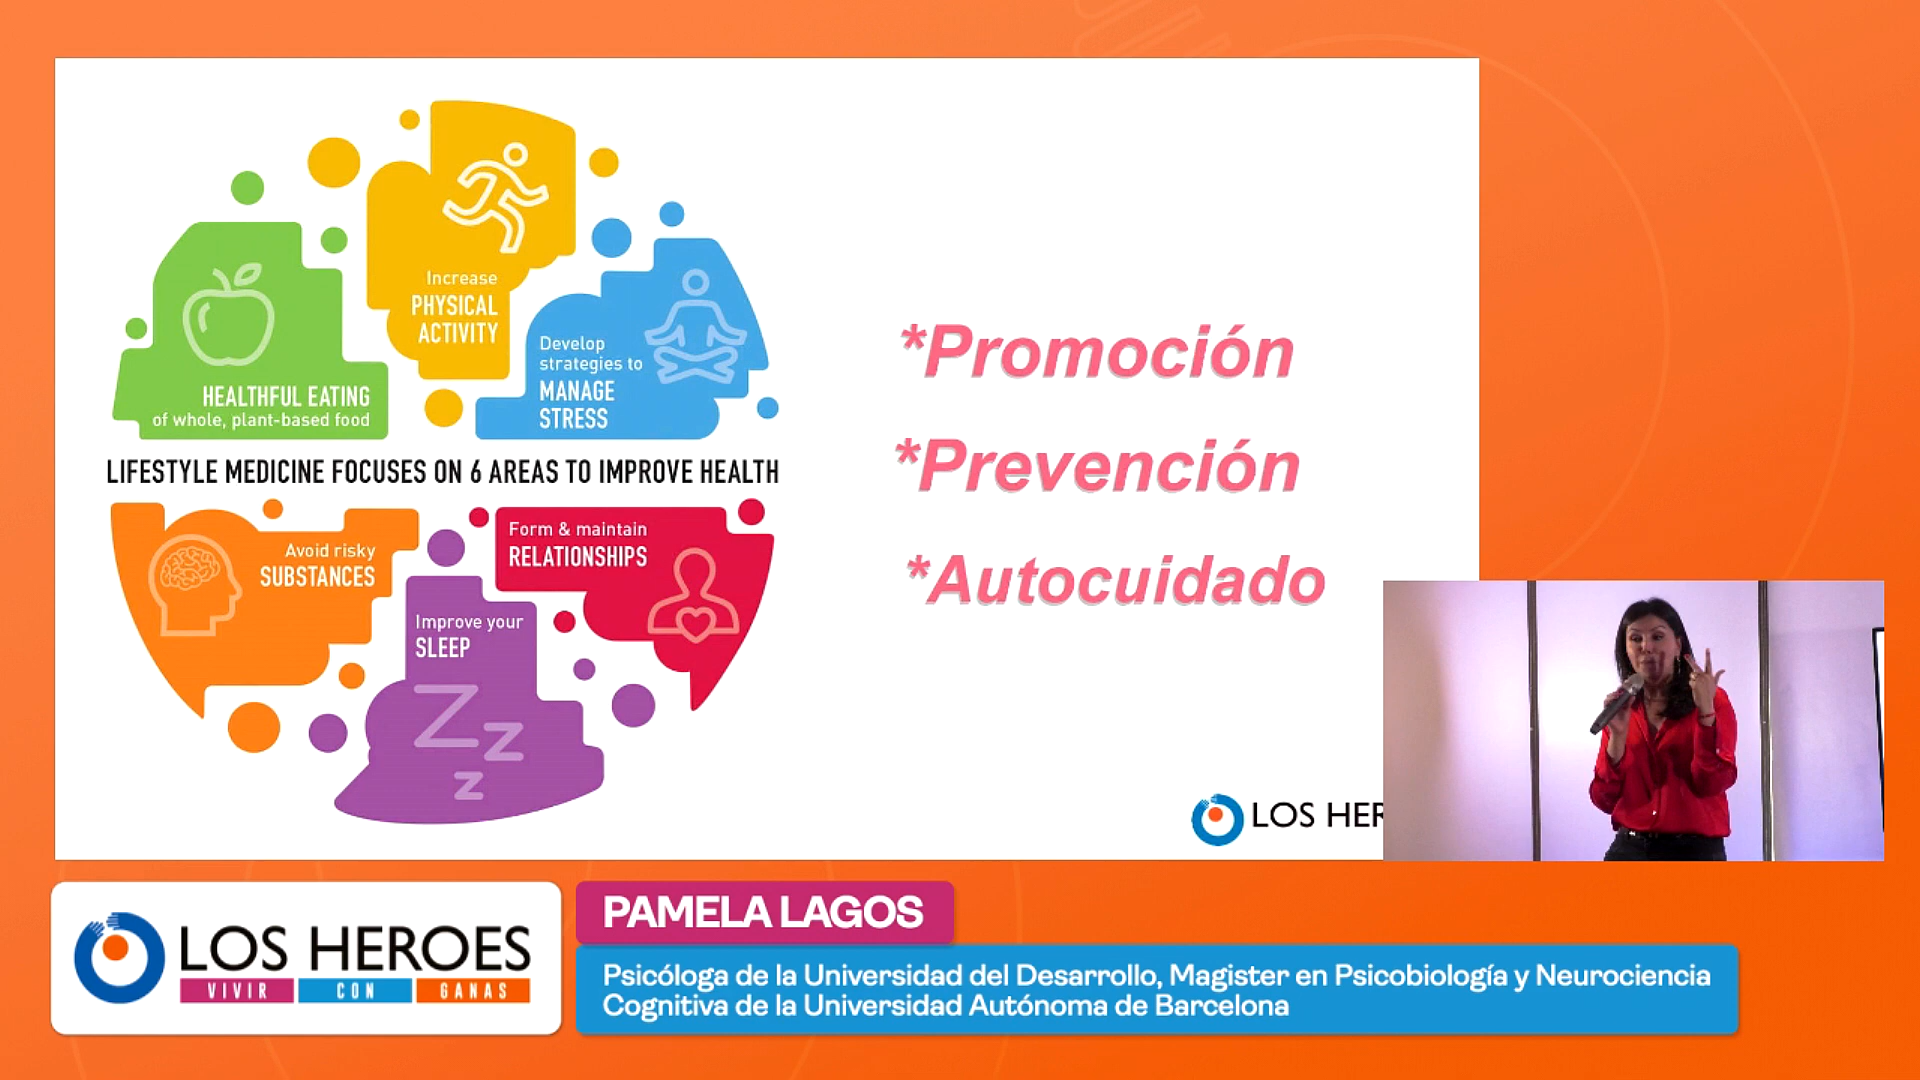 Increase
PHYSICAL
ACTIVITY
Develop
strategies to
MANAGE
STRESS
HEALTHFUL EATING
of whole, plant-based food
LIFESTYLE MEDICINE FOCUSES ON 6 AREAS TO IMPROVE HEALTH
Avoid risky
SUBSTANCES
Form & maintain
RELATIONSHIPS
Improve your
SLEEP
Z
Z
Z
*Promoción
*Prevención
*Autocuidado
LOS HER
LOS HEROES
VIVIR CON GANAS
PAMELA LAGOS
Psicóloga de la Universidad del Desarrollo, Magister en Psicobiología y Neurociencia
Cognitiva de la Universidad Autónoma de Barcelona